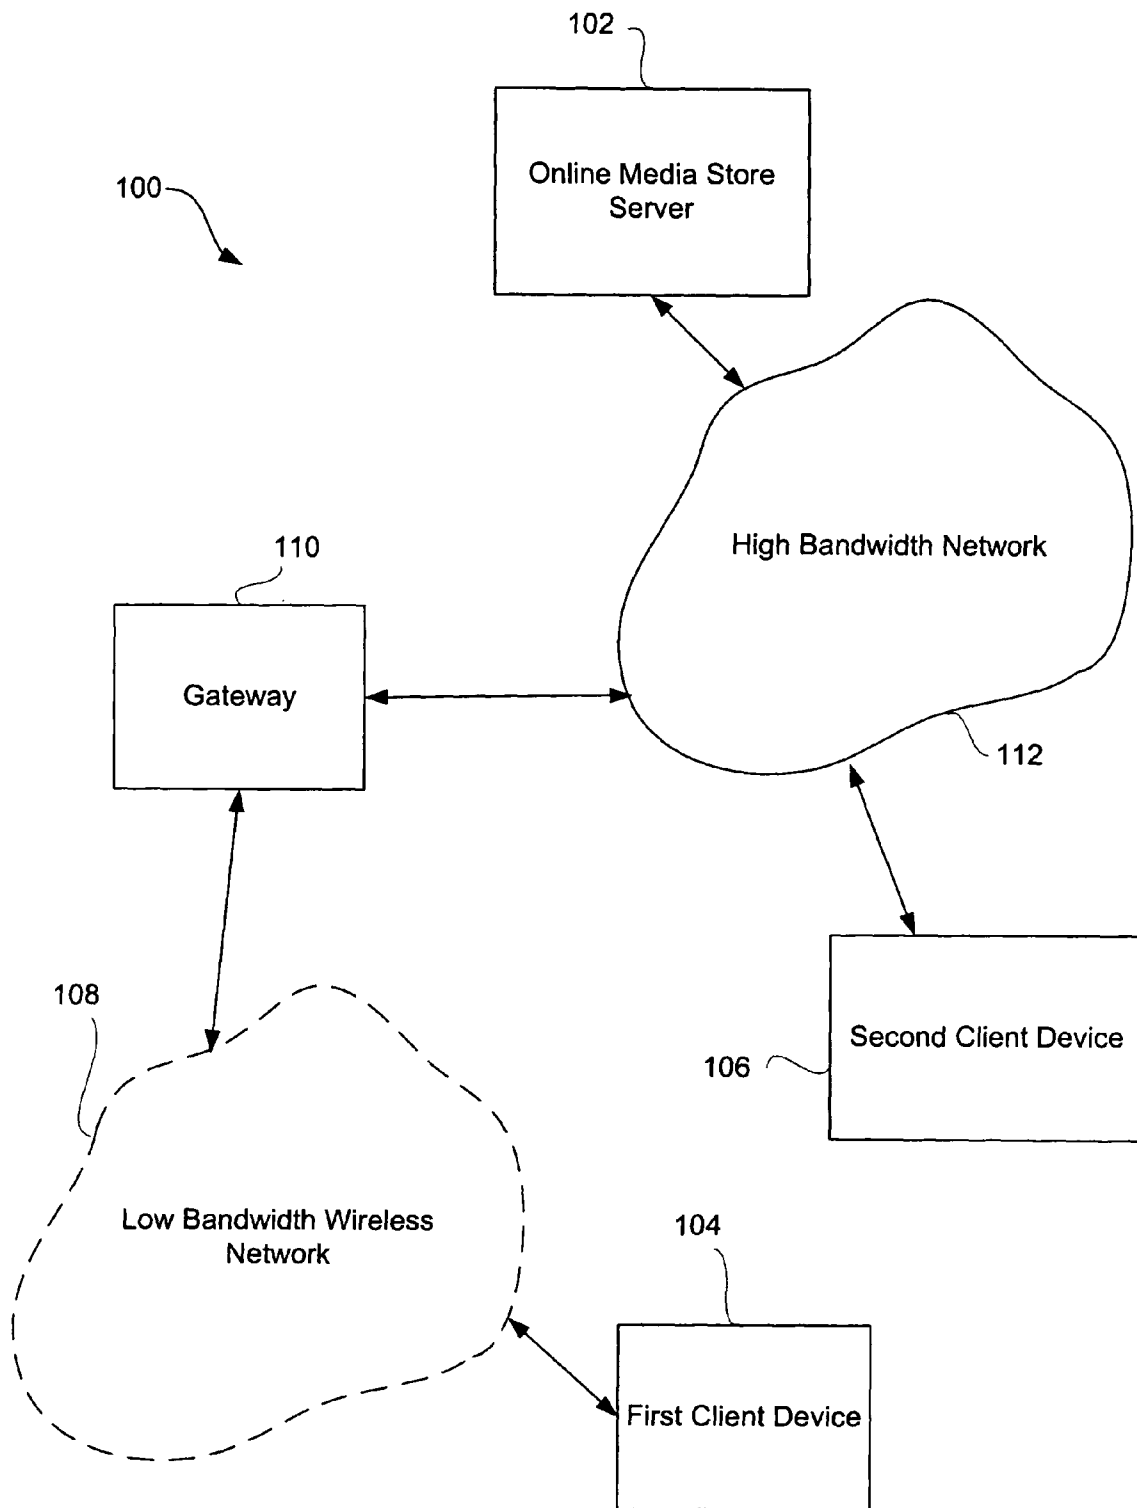 102
Online Media Store
Server
100
High Bandwidth Network
110
Gateway
112
108
Second Client Device
106
Low Bandwidth Wireless
Network
104
First Client Device